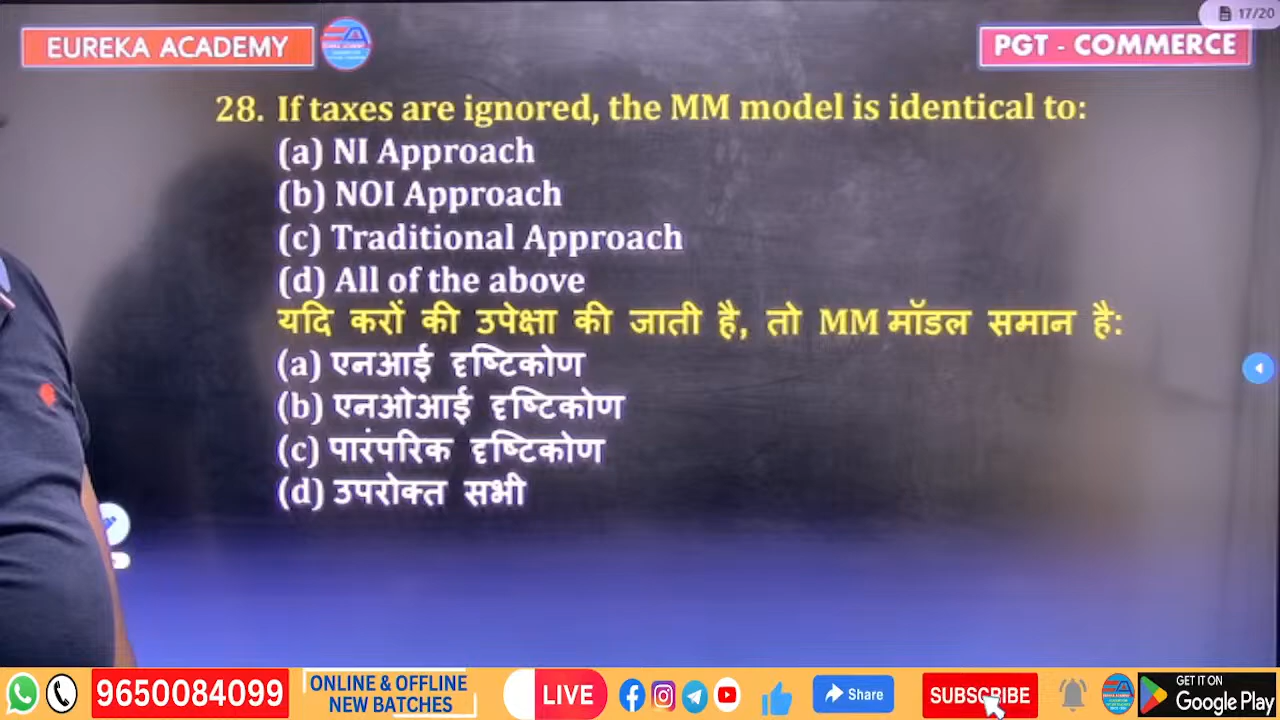 17/20
EUREKA ACADEMY
PGT - COMMERCE
28. If taxes are ignored, the MM model is identical to:
(a) NI Approach
(b) NOI Approach
(c) Traditional Approach
(d) All of the above
यदि करों की उपेक्षा की जाती है, तो MM मॉडल समान है:
(a) एनआई दृष्टिकोण
(b) एनओआई दृष्टिकोण
(c) पारंपरिक दृष्टिकोण
(d) उपरोक्त सभी
9650084099
ONLINE & OFFLINE
NEW BATCHES
LIVE
Share
SUBSCRIBE
GET IT ON
Google Play